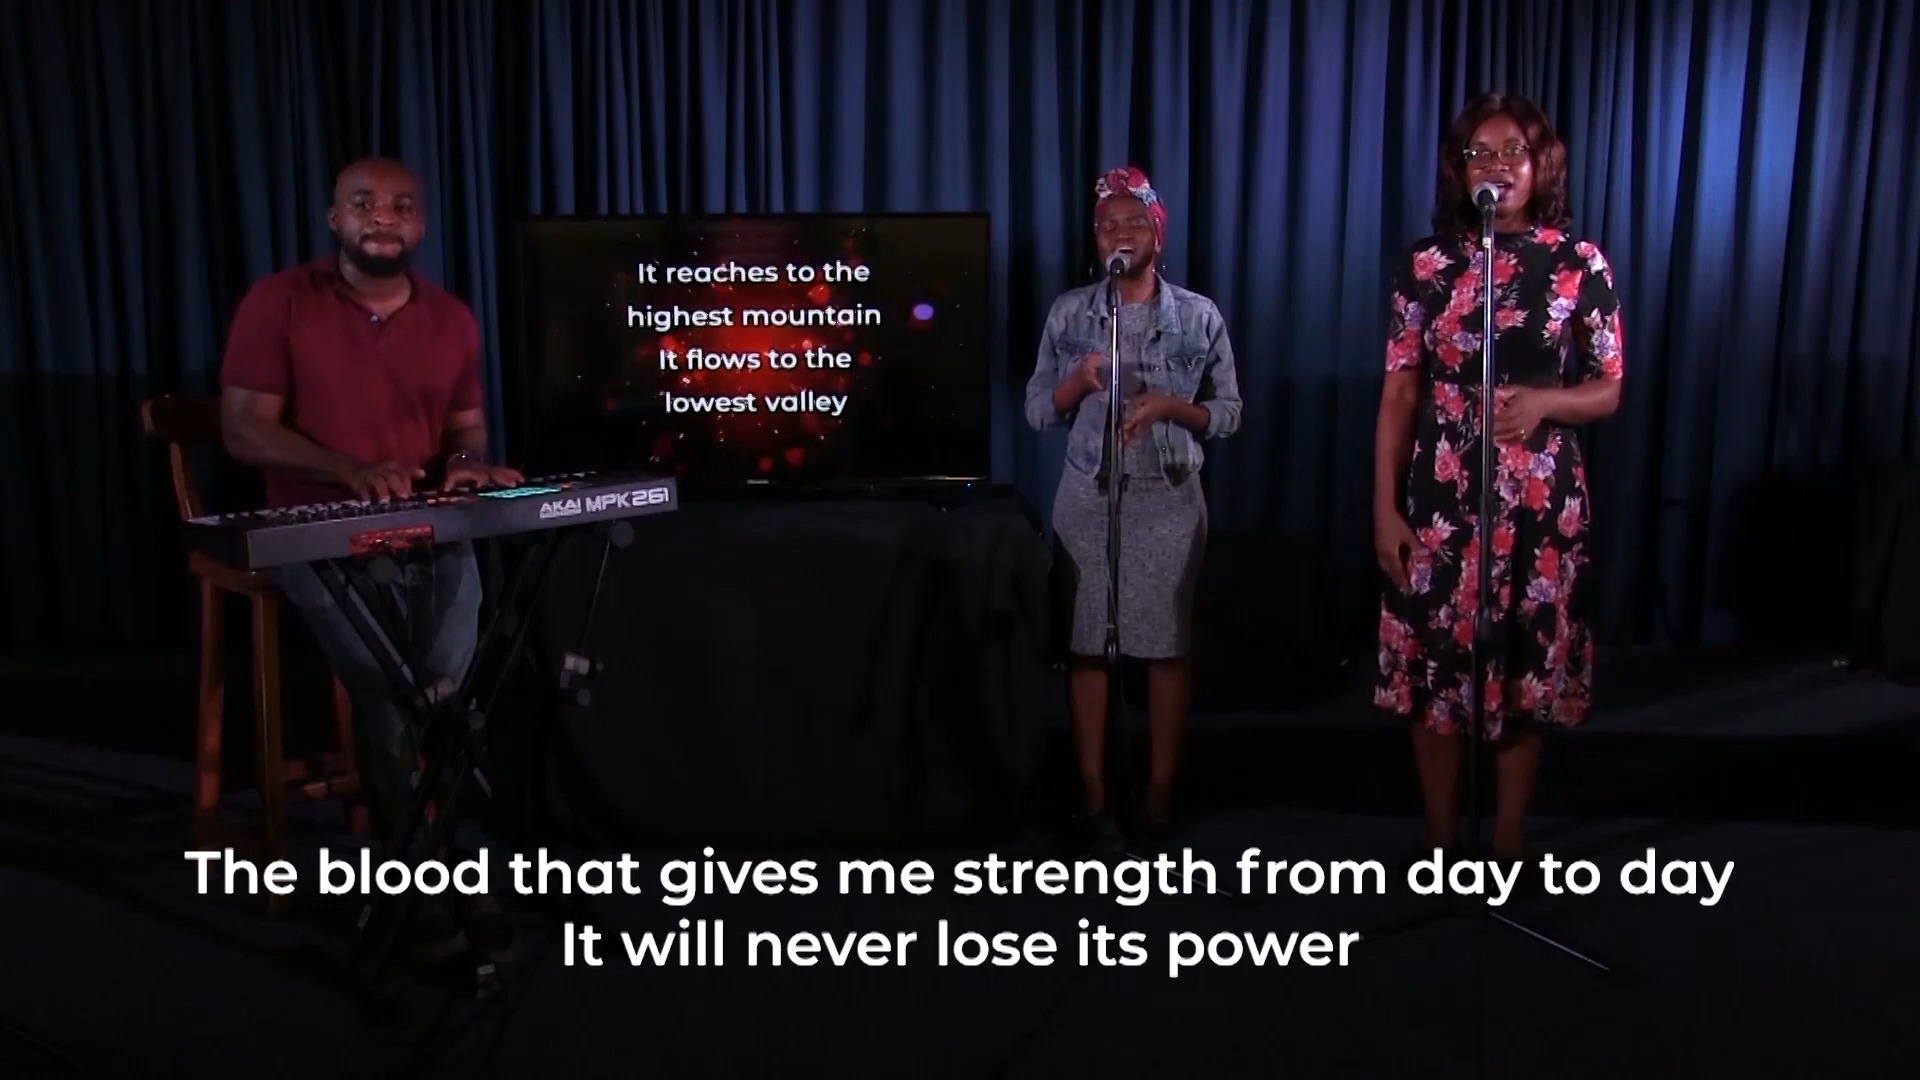 It reaches to the
highest mountain
It flows to the
lowest valley
AKAI MPK261
The blood that gives me strength from day to day
It will never lose its power